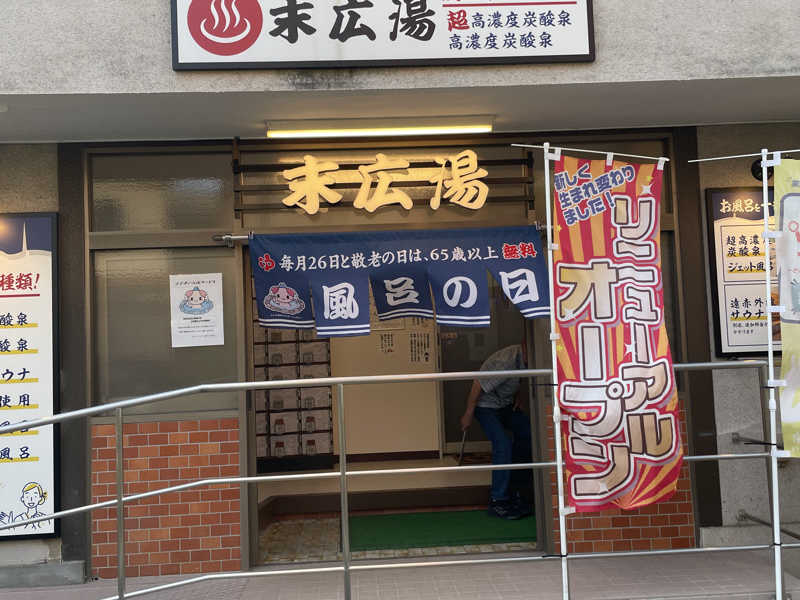 末広湯
超高濃度炭酸泉
高濃度炭酸泉
末広湯
毎月26日と敬老の日は、65歳以上無料
風呂の日
新しく
生まれ変わり
ました!
リニューアル
オープン
種類!
酸泉
酸泉
ウナ
使用
風呂
お風呂
超高濃
炭酸泉
ジェット風呂
遠赤外
サウナ